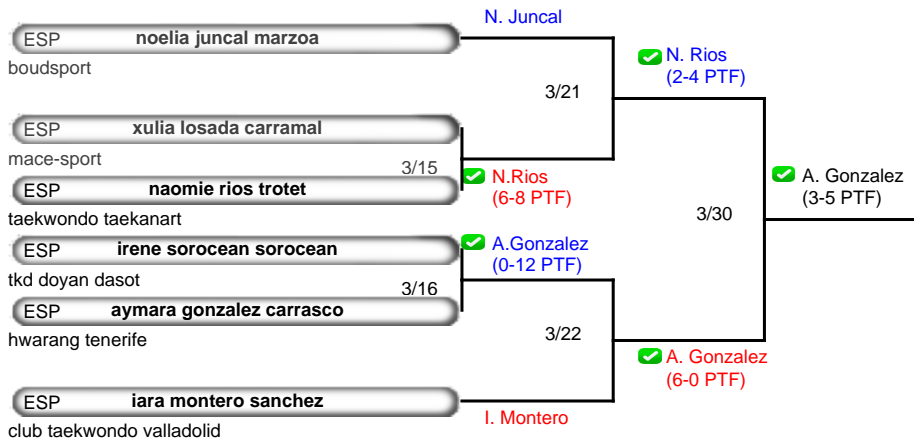 N. Juncal
ESP noelia juncal marzoa
boudsport
N. Rios
(2-4 PTF)
3/21
ESP xulia losada carramal
mace-sport
3/15
ESP naomie rios trotet
taekwondo taekanart
N.Rios
(6-8 PTF)
A. Gonzalez
(3-5 PTF)
3/30
ESP irene sorocean sorocean
tkd doyan dasot
A.Gonzalez
(0-12 PTF)
3/16
ESP aymara gonzalez carrasco
hwarang tenerife
3/22
A. Gonzalez
(6-0 PTF)
ESP iara montero sanchez
club taekwondo valladolid
I. Montero